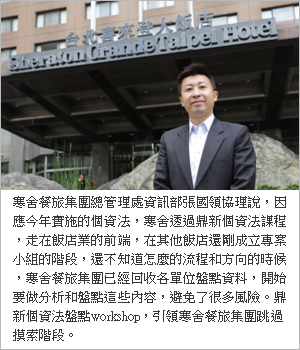 台北喜來登大飯店
Sheraton Grande Taipei Hotel
寒舍餐旅集團總管理處資訊部張國領協理說，因
應今年實施的個資法，寒舍透過鼎新個資法課程
，走在飯店業的前端，在其他飯店還剛成立專案
小組的階段，還不知道怎麼的流程和方向的時候
，寒舍餐旅集團已經回收各單位盤點資料，開始
要做分析和盤點這些內容，避免了很多風險。鼎
新個資法盤點workshop，引領寒舍餐旅集團跳過
摸索階段。